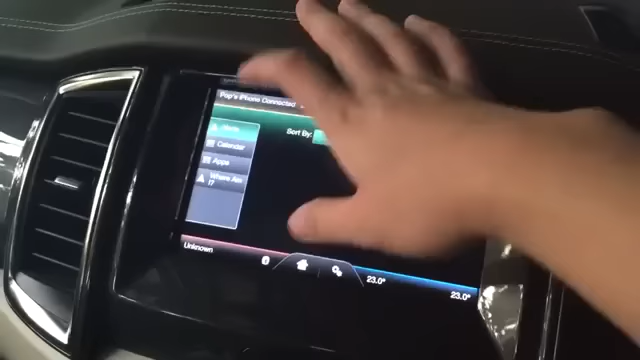 Pop's iPhone Connected
Sort By:
Calendar
Apps
Where Am
I?
Unknown
23.0°
23.0°